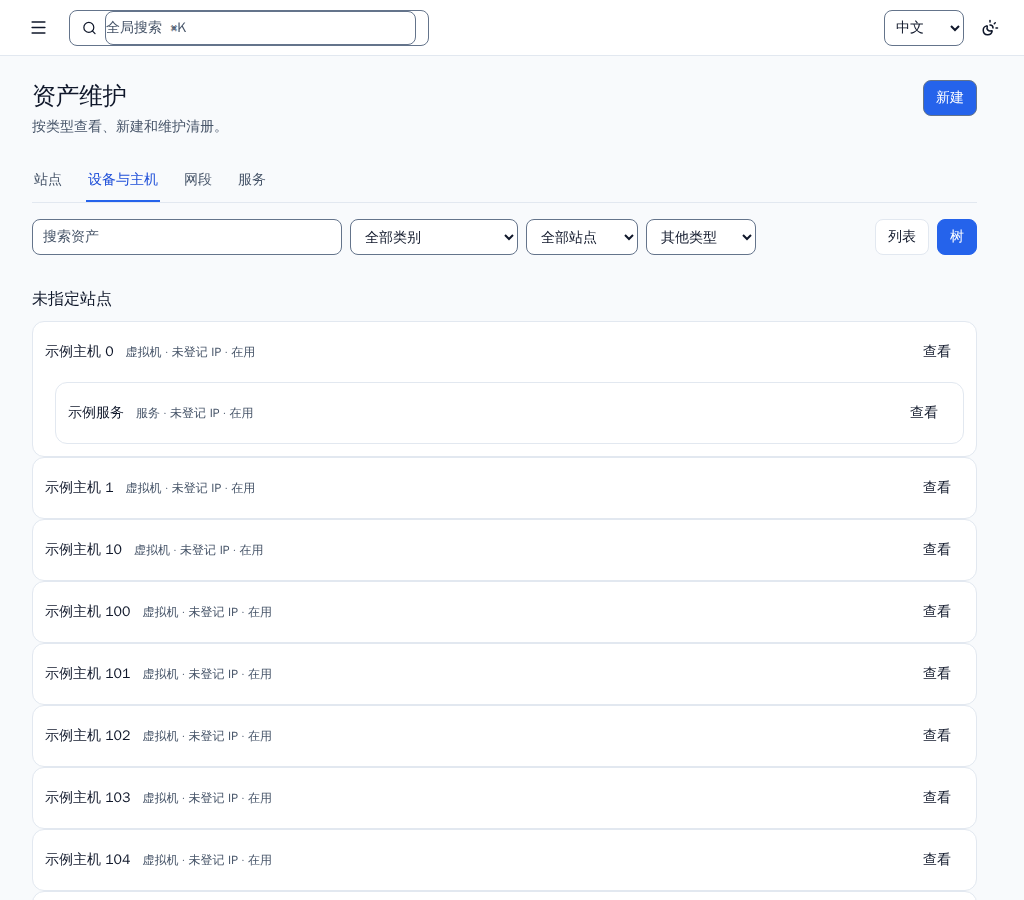 全局搜索 ⌘K
中文
资产维护
新建
按类型查看、新建和维护清册。
站点 设备与主机 网段 服务
搜索资产 全部类别 全部站点 其他类型 列表 树
未指定站点
示例主机 0 虚拟机 · 未登记 IP · 在用 查看
示例服务 服务 · 未登记 IP · 在用 查看
示例主机 1 虚拟机 · 未登记 IP · 在用 查看
示例主机 10 虚拟机 · 未登记 IP · 在用 查看
示例主机 100 虚拟机 · 未登记 IP · 在用 查看
示例主机 101 虚拟机 · 未登记 IP · 在用 查看
示例主机 102 虚拟机 · 未登记 IP · 在用 查看
示例主机 103 虚拟机 · 未登记 IP · 在用 查看
示例主机 104 虚拟机 · 未登记 IP · 在用 查看